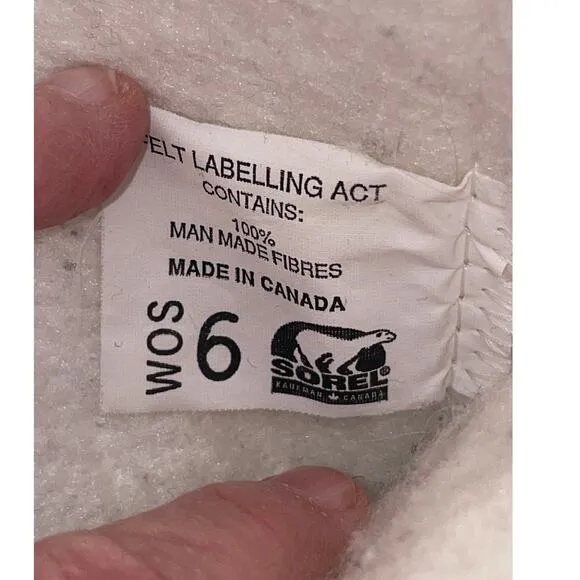 FELT LABELLING ACT
CONTAINS:
100%
MAN MADE FIBRES
MADE IN CANADA
WOS 6
SOREL®
KAUFMAN CANADA